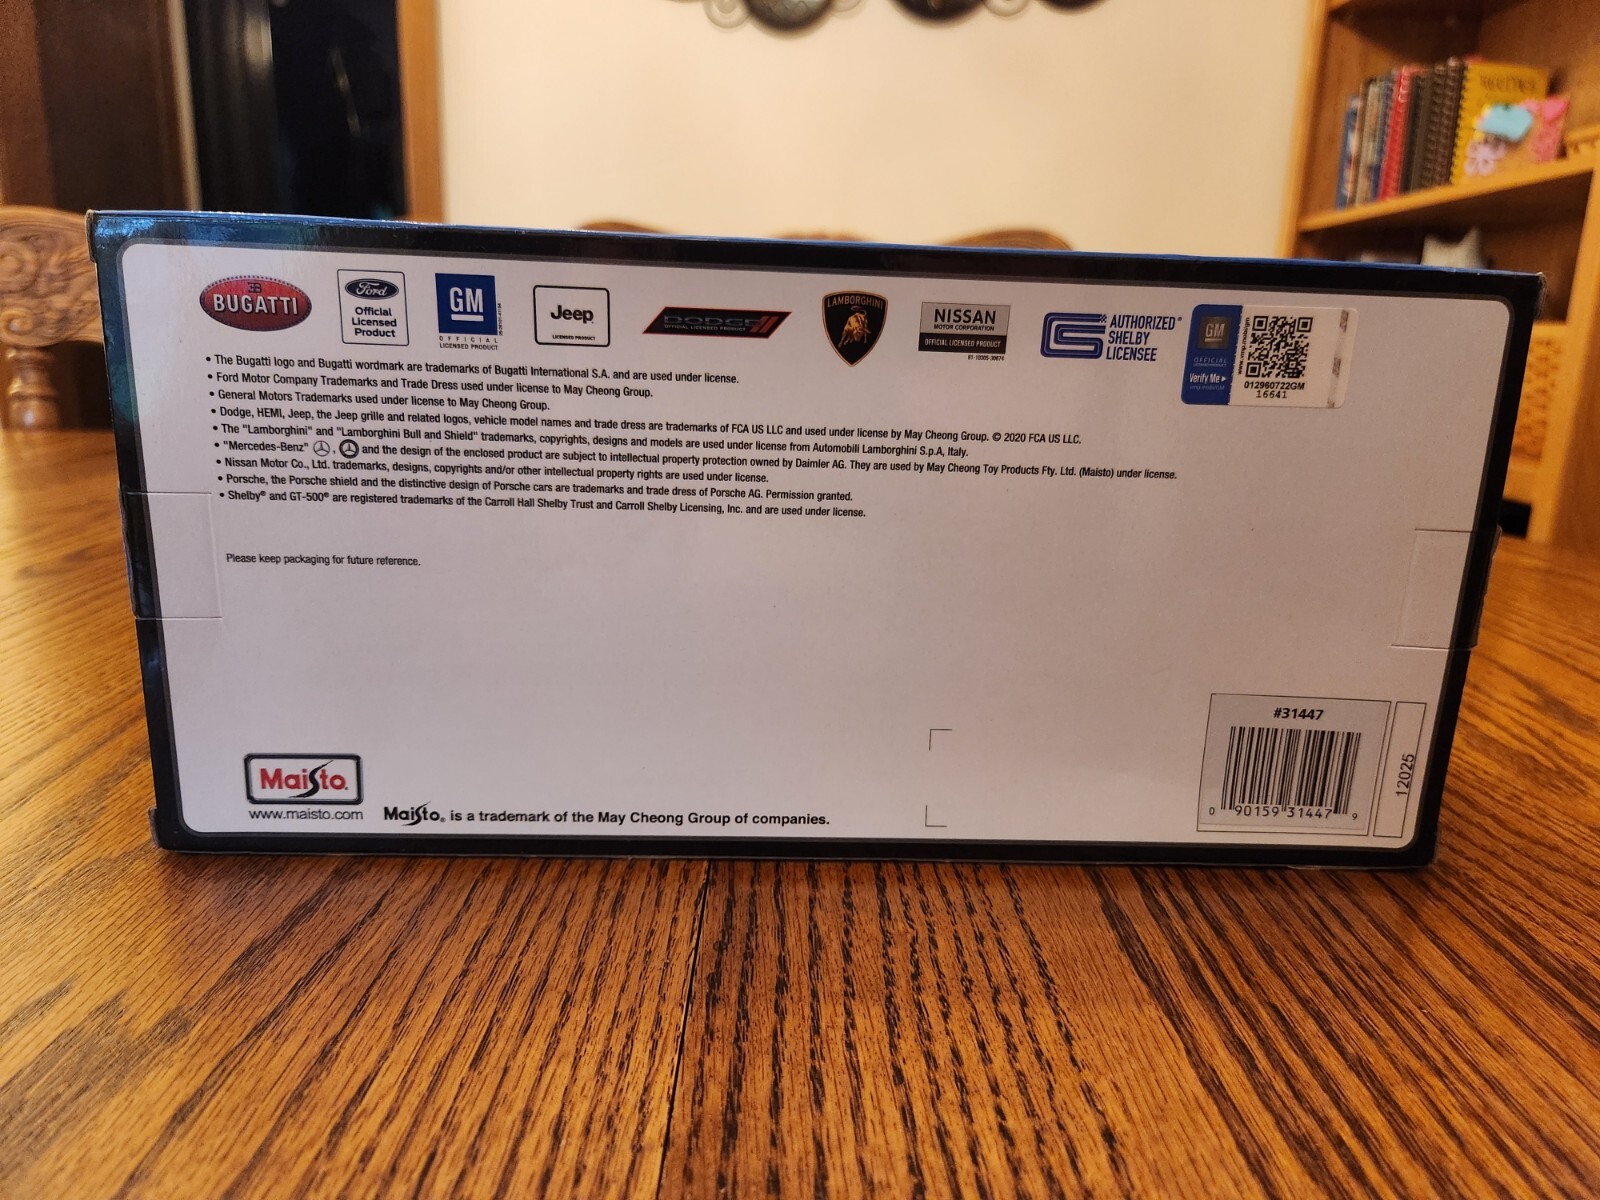 BUGATTI
Ford
Official
Licensed
Product
GM
OFFICIAL
LICENSED PRODUCT
Jeep
LICENSED PRODUCT
DODGE
OFFICIAL LICENSED PRODUCT
LAMBORGHINI
NISSAN
MOTOR CORPORATION
OFFICIAL LICENSED PRODUCT
AUTHORIZED
SHELBY
LICENSEE
GM
OFFICIAL
Verify Me
012960722GM
16641
• The Bugatti logo and Bugatti wordmark are trademarks of Bugatti International S.A. and are used under license.
• Ford Motor Company Trademarks and Trade Dress used under license to May Cheong Group.
• General Motors Trademarks used under license to May Cheong Group.
• Dodge, HEMI, Jeep, the Jeep grille and related logos, vehicle model names and trade dress are trademarks of FCA US LLC and used under license by May Cheong Group. © 2020 FCA US LLC.
• The "Lamborghini" and "Lamborghini Bull and Shield" trademarks, copyrights, designs and models are used under license from Automobili Lamborghini S.p.A, Italy.
• "Mercedes-Benz" , and the design of the enclosed product are subject to intellectual property protection owned by Daimler AG. They are used by May Cheong Toy Products Fty. Ltd. (Maisto) under license.
• Nissan Motor Co., Ltd. trademarks, designs, copyrights and/or other intellectual property rights are used under license.
• Porsche, the Porsche shield and the distinctive design of Porsche cars are trademarks and trade dress of Porsche AG. Permission granted.
• Shelby® and GT-500® are registered trademarks of the Carroll Hall Shelby Trust and Carroll Shelby Licensing, Inc. and are used under license.
Please keep packaging for future reference.
#31447
0 90159 31447 9
12025
Maisto
www.maisto.com
Maisto® is a trademark of the May Cheong Group of companies.